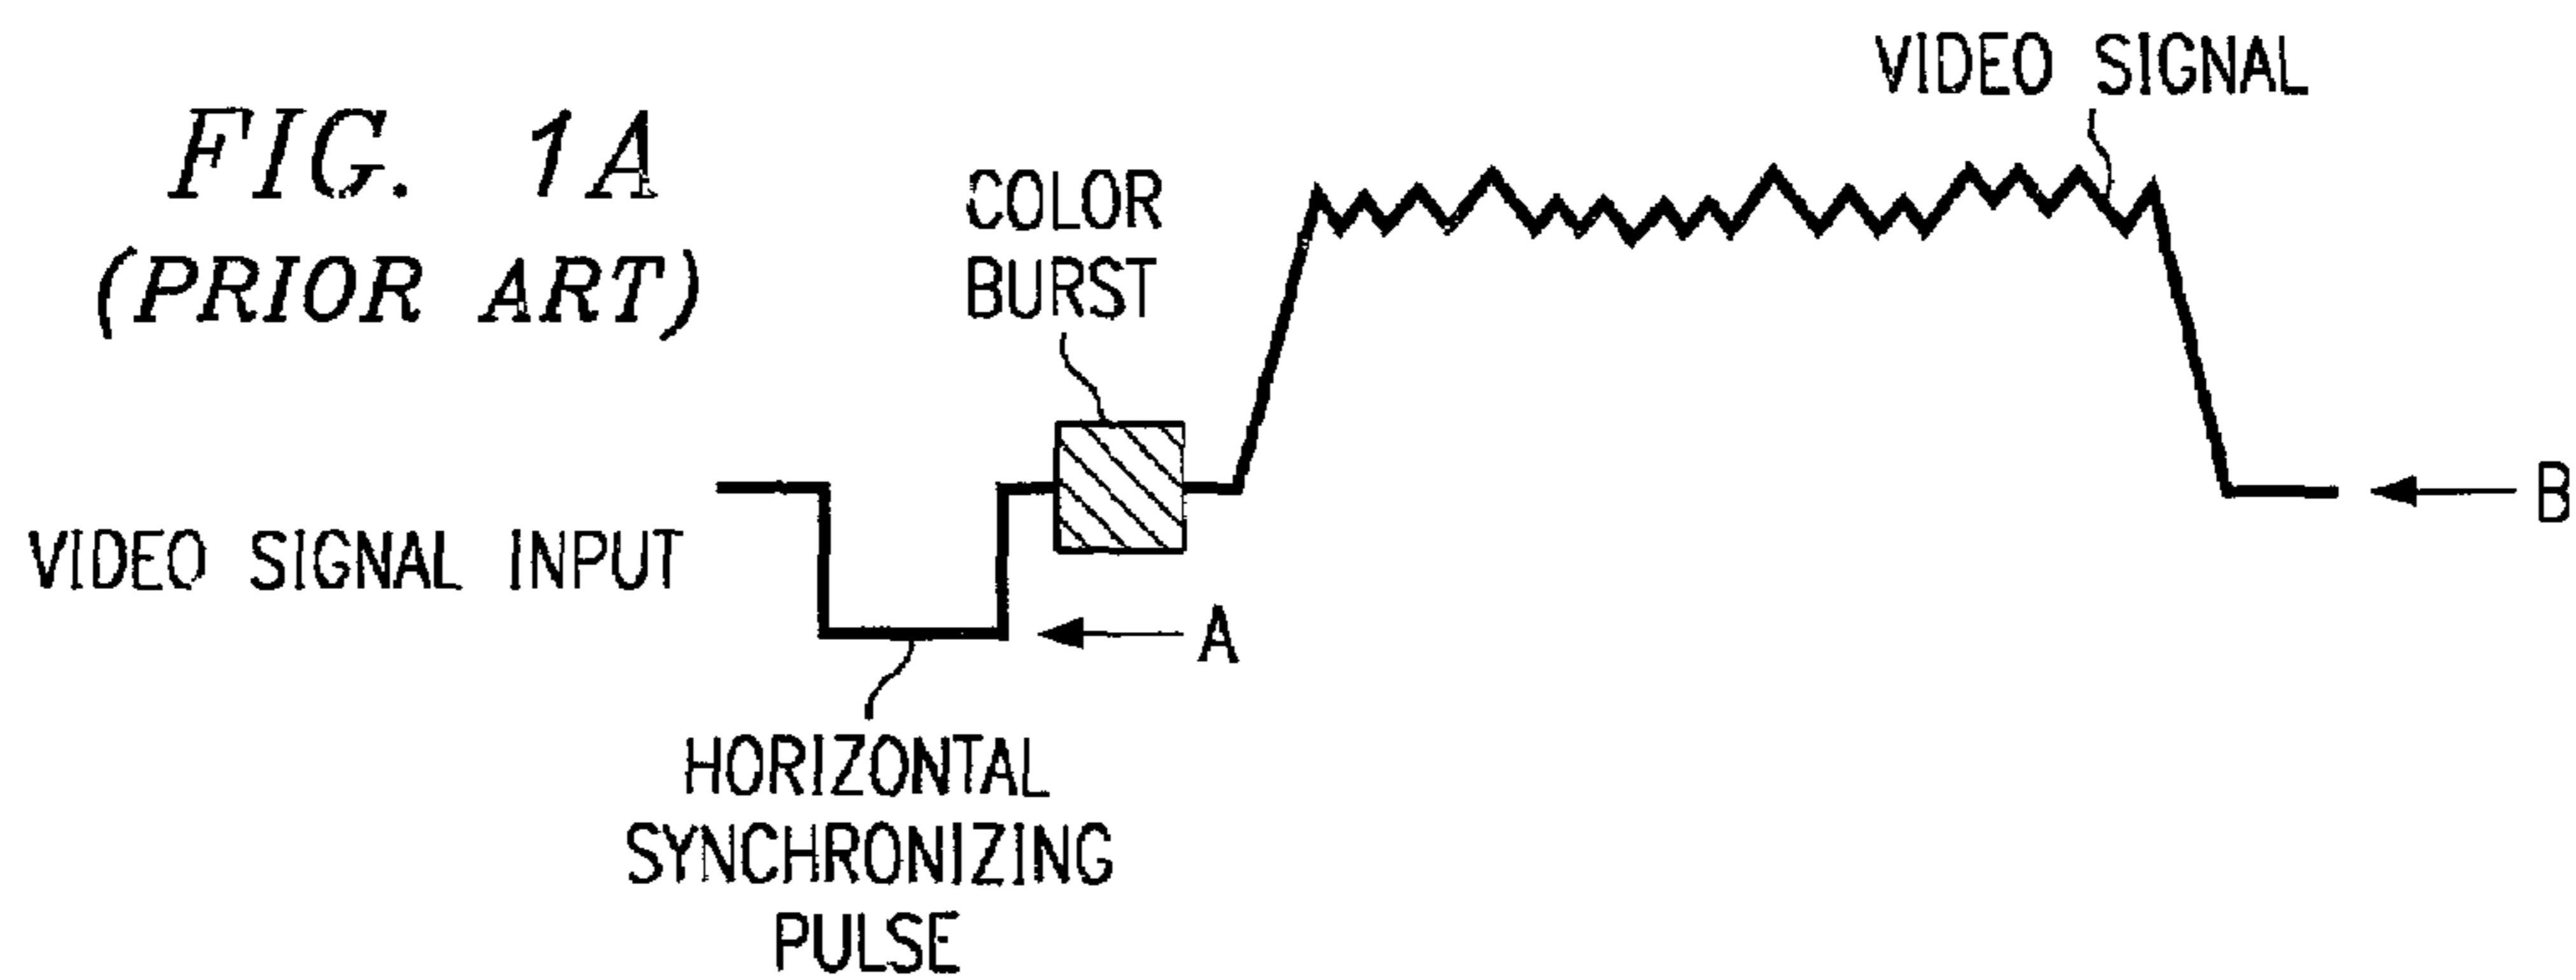 FIG. 1A
(PRIOR ART)
VIDEO SIGNAL
COLOR
BURST
VIDEO SIGNAL INPUT
B
A
HORIZONTAL
SYNCHRONIZING
PULSE